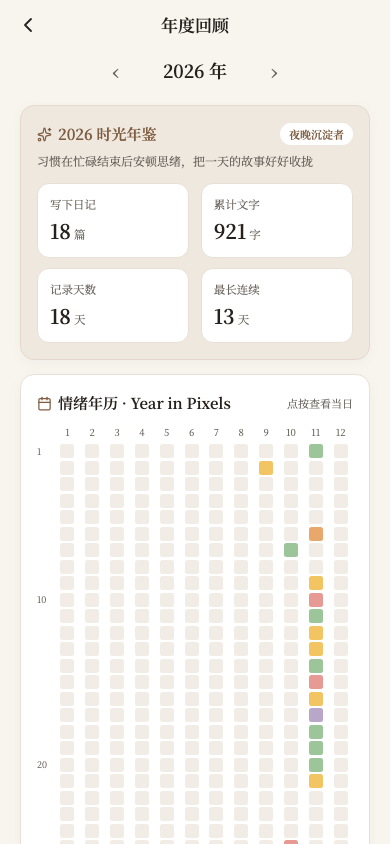 年度回顾
2026 年
2026 时光年鉴
夜晚沉淀者
习惯在忙碌结束后安顿思绪，把一天的故事好好收拢
写下日记
累计文字
18 篇
921 字
记录天数
最长连续
18 天
13 天
情绪年历 · Year in Pixels
点按查看当日
1 2 3 4 5 6 7 8 9 10 11 12
1
10
20